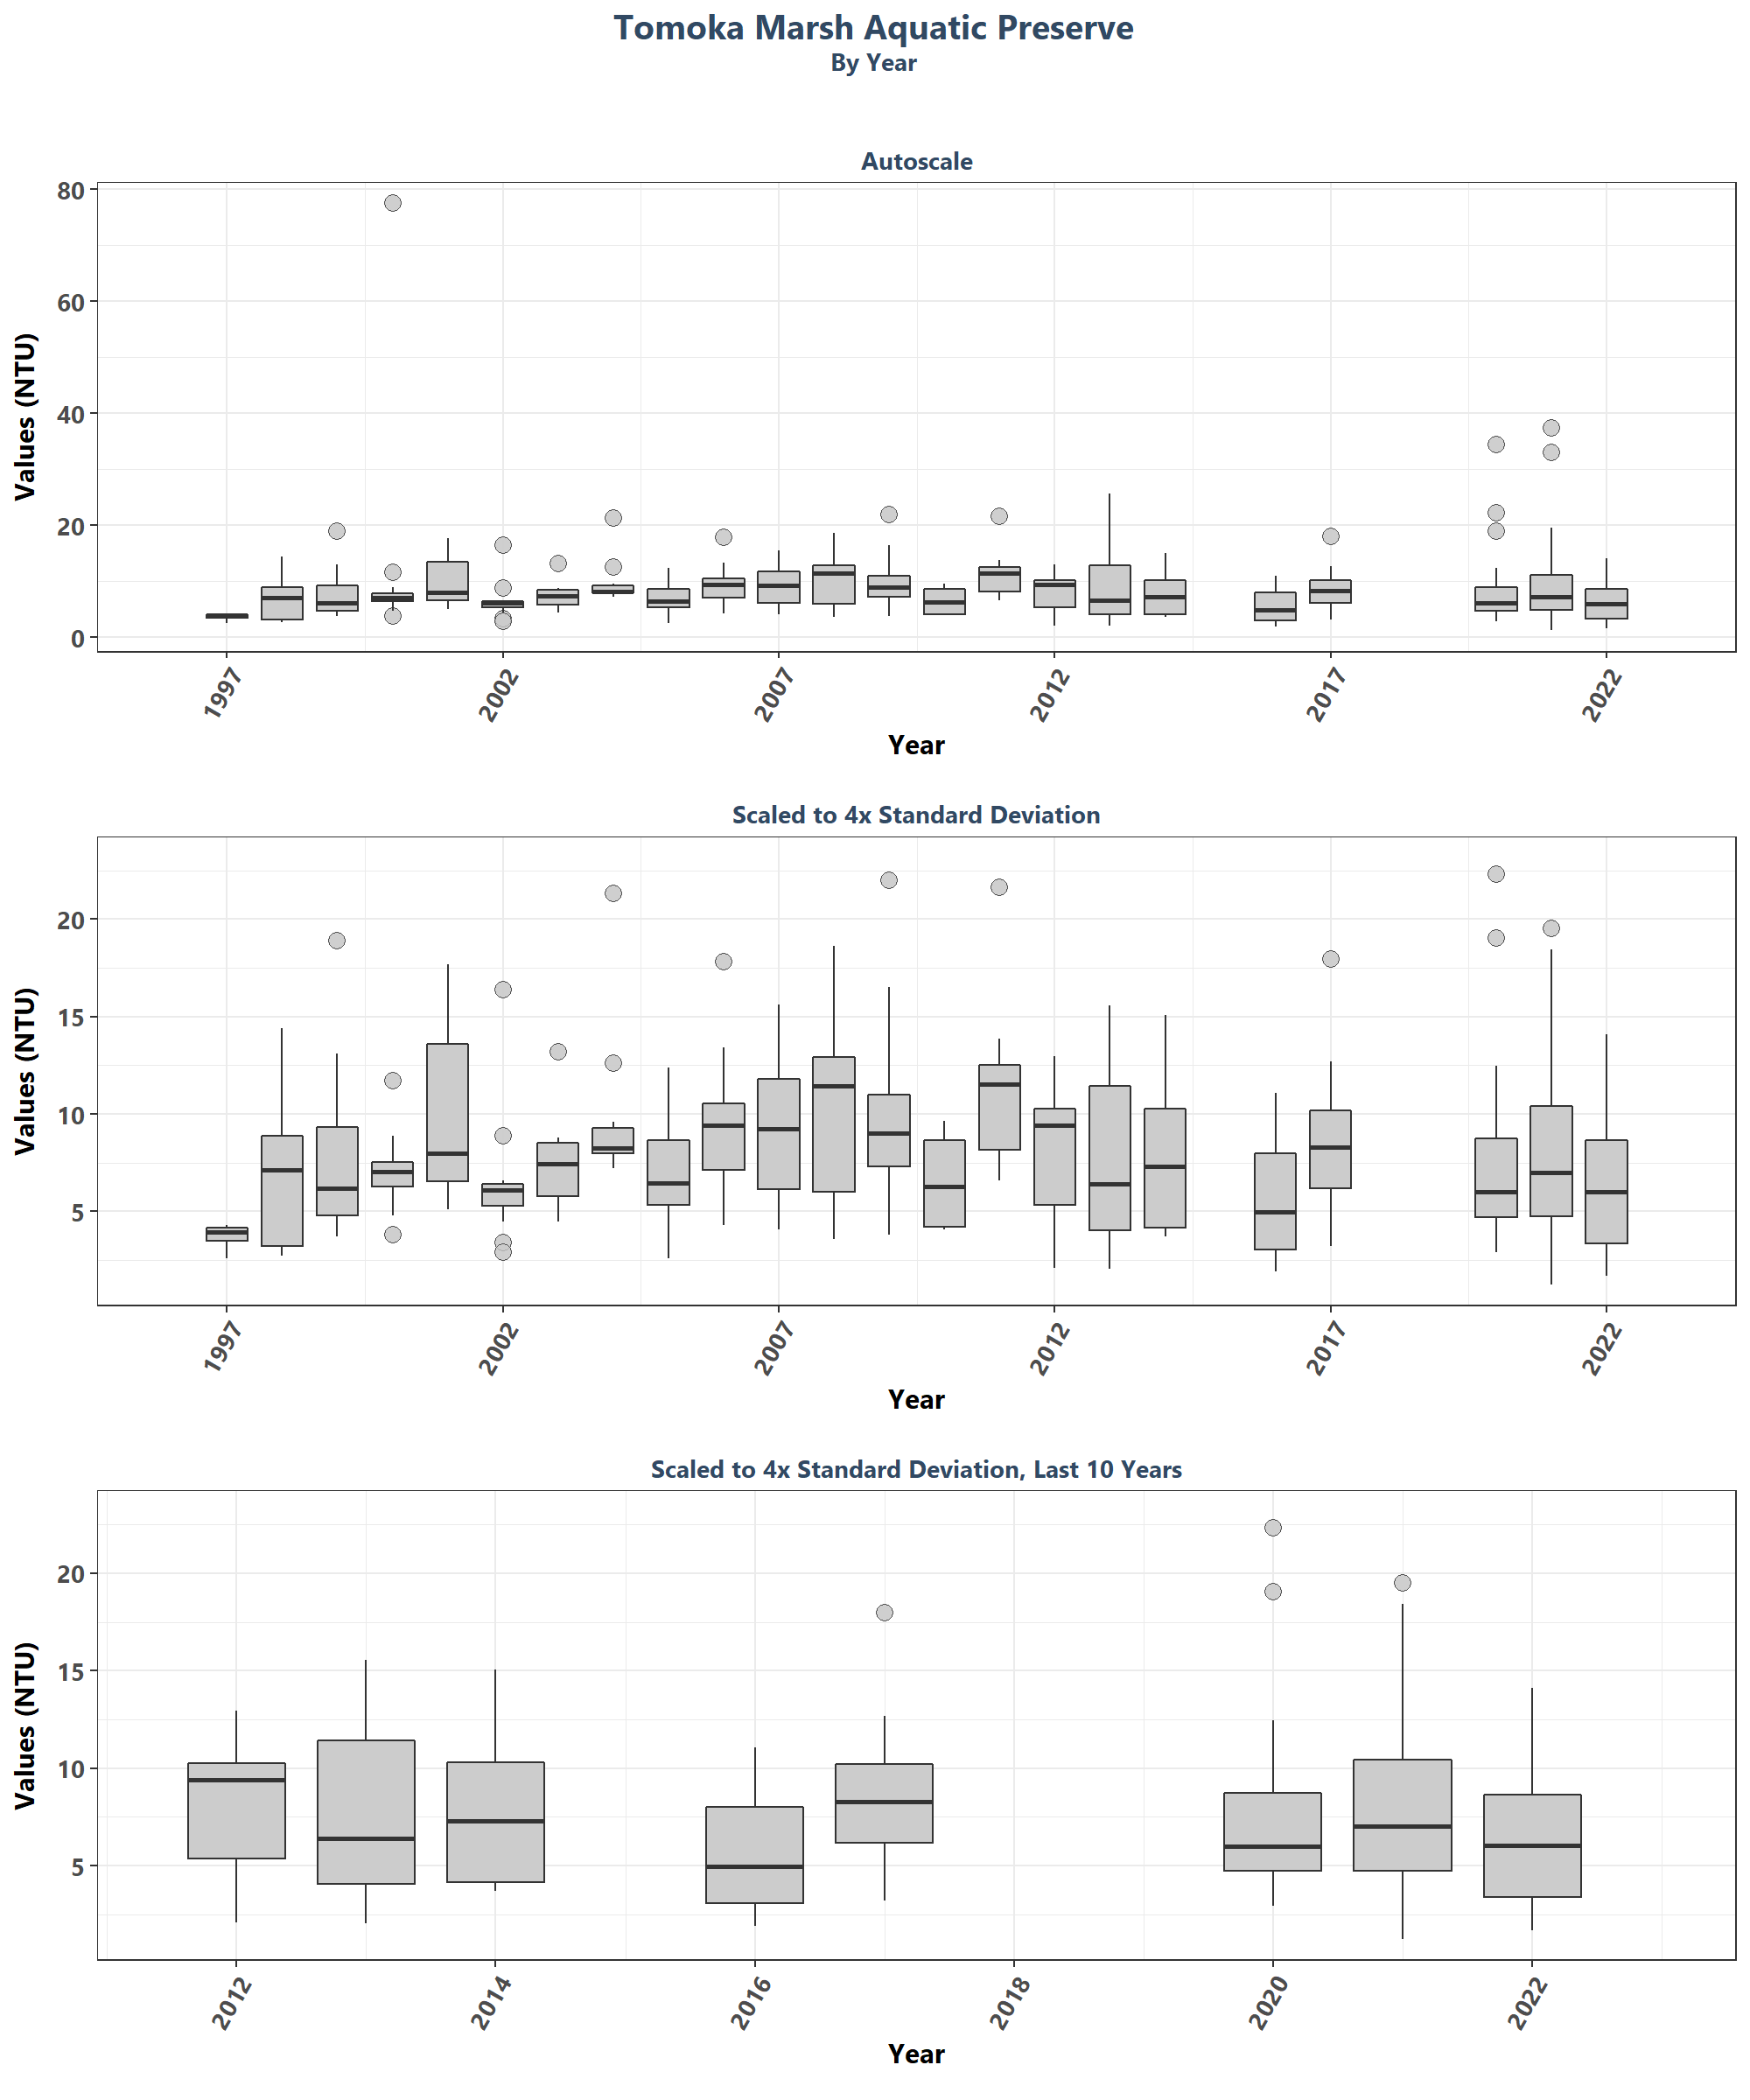 Tomoka Marsh Aquatic Preserve
By Year
Autoscale
Values (NTU)
80
60
40
20
0
1997
2002
2007
2012
2017
2022
Year
Scaled to 4x Standard Deviation
Values (NTU)
20
15
10
5
1997
2002
2007
2012
2017
2022
Year
Scaled to 4x Standard Deviation, Last 10 Years
Values (NTU)
20
15
10
5
2012
2014
2016
2018
2020
2022
Year